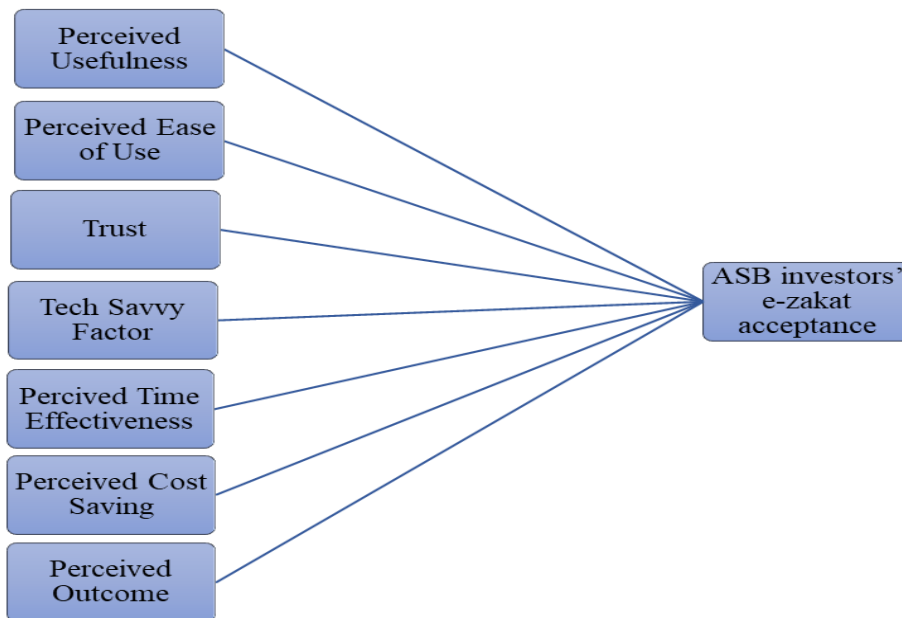 Perceived
Usefulness
Perceived Ease
of Use
Trust
Tech Savvy
Factor
Percived Time
Effectiveness
Perceived Cost
Saving
Perceived
Outcome
ASB investors’
e-zakat
acceptance